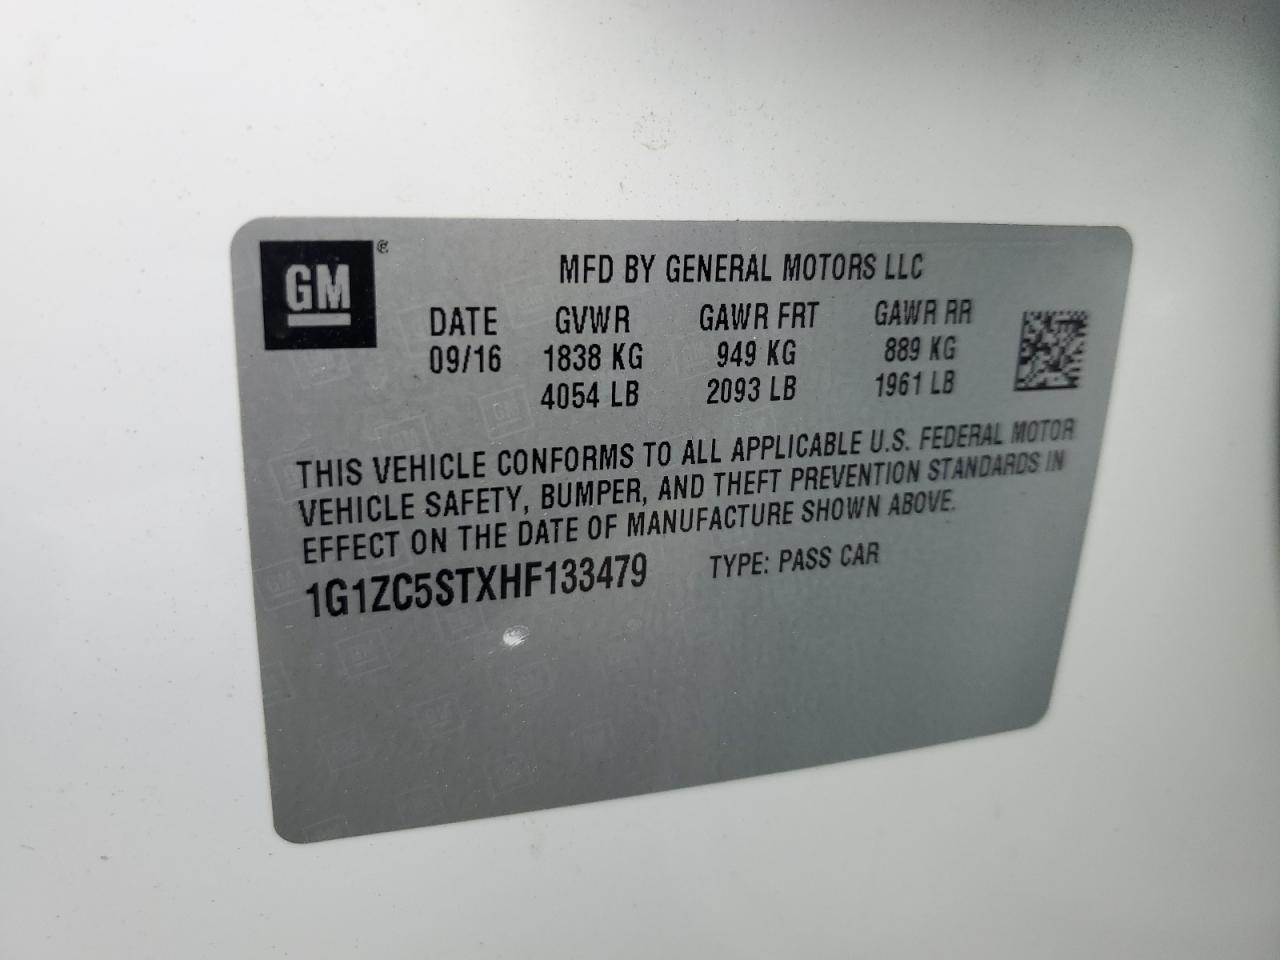 GM ®
MFD BY GENERAL MOTORS LLC
DATE GVWR GAWR FRT GAWR RR
09/16 1838 KG 949 KG 889 KG
4054 LB 2093 LB 1961 LB
THIS VEHICLE CONFORMS TO ALL APPLICABLE U.S. FEDERAL MOTOR
VEHICLE SAFETY, BUMPER, AND THEFT PREVENTION STANDARDS IN
EFFECT ON THE DATE OF MANUFACTURE SHOWN ABOVE.
1G1ZC5STXHF133479 TYPE: PASS CAR